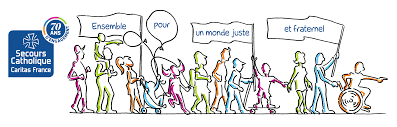 70
ANS
Secours
Catholique
Caritas France
Ensemble
pour
un monde juste
et fraternel